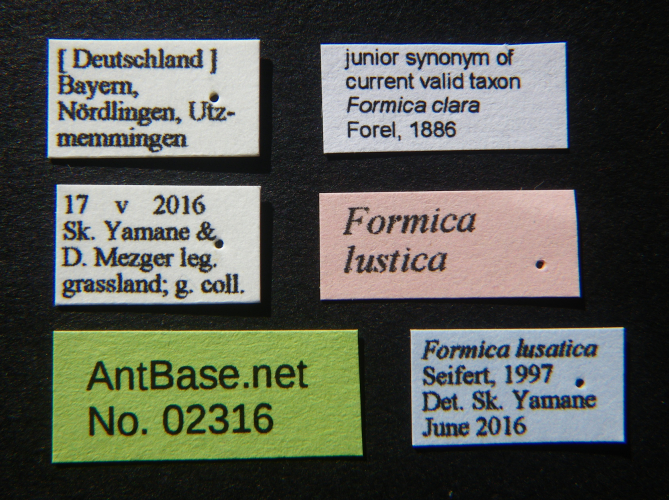 [ Deutschland ]
Bayern,
Nördlingen, Utz-
memmingen
junior synonym of
current valid taxon
Formica clara
Forel, 1886
17 v 2016
Sk. Yamane &
D. Mezger leg.
grassland; g. coll.
Formica
lustica
AntBase.net
No. 02316
Formica lusatica
Seifert, 1997
Det. Sk. Yamane
June 2016